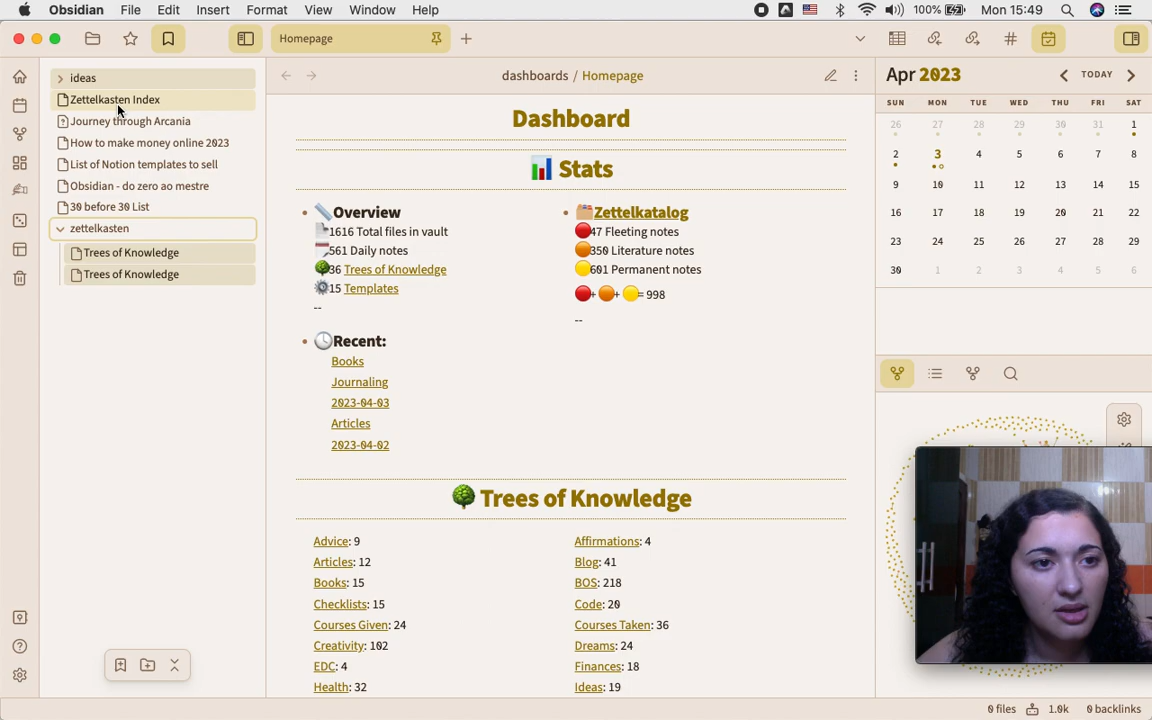 Obsidian File Edit Insert Format View Window Help 100% Mon 15:49
Homepage
ideas
Zettelkasten Index
Journey through Arcania
How to make money online 2023
List of Notion templates to sell
Obsidian - do zero ao mestre
30 before 30 List
zettelkasten
Trees of Knowledge
Trees of Knowledge
dashboards / Homepage
Dashboard
Stats
Overview
1616 Total files in vault
561 Daily notes
36 Trees of Knowledge
15 Templates
--
Zettelkatalog
47 Fleeting notes
350 Literature notes
601 Permanent notes
+ + = 998
--
Recent:
Books
Journaling
2023-04-03
Articles
2023-04-02
Trees of Knowledge
Advice: 9
Articles: 12
Books: 15
Checklists: 15
Courses Given: 24
Creativity: 102
EDC: 4
Health: 32
Affirmations: 4
Blog: 41
BOS: 218
Code: 20
Courses Taken: 36
Dreams: 24
Finances: 18
Ideas: 19
Apr 2023 TODAY
SUN MON TUE WED THU FRI SAT
26 27 28 29 30 31 1
2 3 4 5 6 7 8
9 10 11 12 13 14 15
16 17 18 19 20 21 22
23 24 25 26 27 28 29
30 1 2 3 4 5 6
0 files 1.0k 0 backlinks